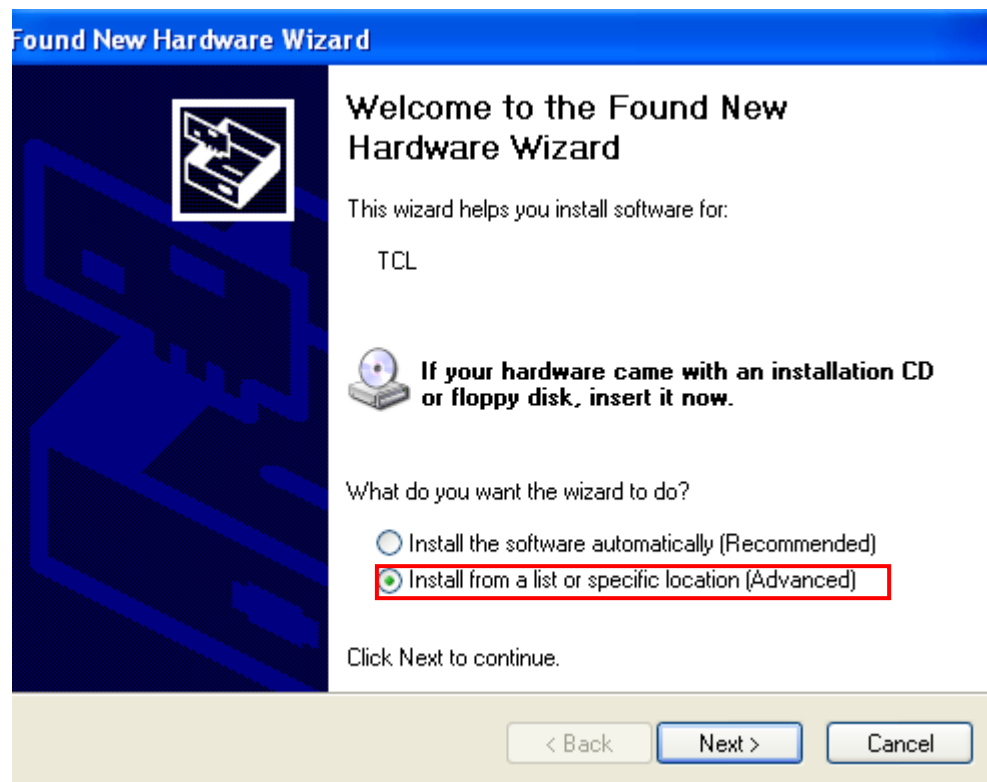 Found New Hardware Wizard
Welcome to the Found New
Hardware Wizard
This wizard helps you install software for:
TCL
If your hardware came with an installation CD
or floppy disk, insert it now.
What do you want the wizard to do?
Install the software automatically (Recommended)
Install from a list or specific location (Advanced)
Click Next to continue.
< Back
Next >
Cancel